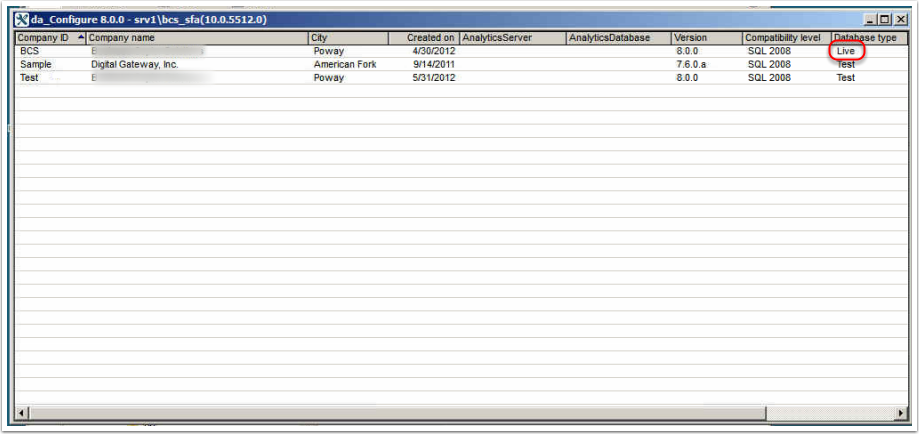 da_Configure 8.0.0 - srv1\bcs_sfa(10.0.5512.0)
Company ID Company name City Created on AnalyticsServer AnalyticsDatabase Version Compatibility level Database type
BCS Poway 4/30/2012 8.0.0 SQL 2008 Live
Sample Digital Gateway, Inc. American Fork 9/14/2011 7.6.0.a SQL 2008 Test
Test Poway 5/31/2012 8.0.0 SQL 2008 Test